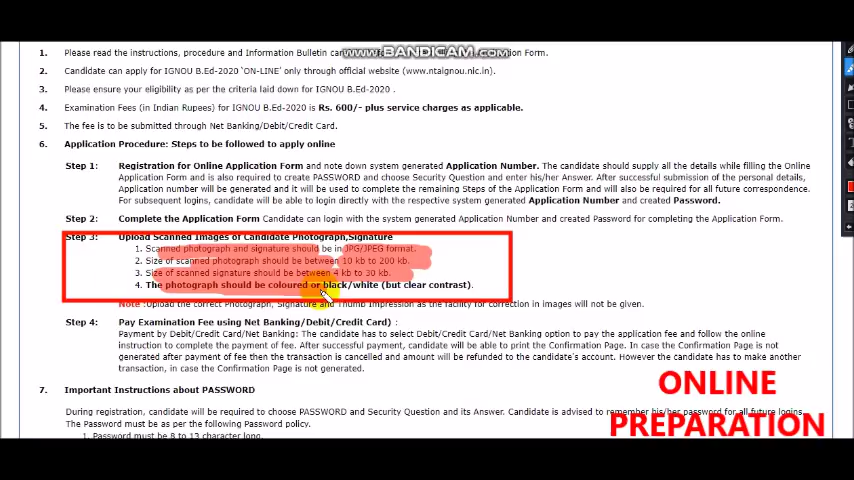 www.BANDICAM.com
1. Please read the instructions, procedure and Information Bulletin ion Form.
2. Candidate can apply for IGNOU B.Ed-2020 'ON-LINE' only through official website (www.ntaignou.nic.in).
3. Please ensure your eligibility as per the criteria laid down for IGNOU B.Ed-2020 .
4. Examination Fees (in Indian Rupees) for IGNOU B.Ed-2020 is Rs. 600/- plus service charges as applicable.
5. The fee is to be submitted through Net Banking/Debit/Credit Card.
6. Application Procedure: Steps to be followed to apply online
Step 1: Registration for Online Application Form and note down system generated Application Number. The candidate should supply all the details while filling the Online
Application Form and is also required to create PASSWORD and choose Security Question and enter his/her Answer. After successful submission of the personal details,
Application number will be generated and it will be used to complete the remaining Steps of the Application Form and will also be required for all future correspondence.
For subsequent logins, candidate will be able to login directly with the respective system generated Application Number and created Password.
Step 2: Complete the Application Form Candidate can login with the system generated Application Number and created Password for completing the Application Form.
Step 3: Upload Scanned Images of Candidate Photograph,Signature
1. Scanned photograph and signature should be in JPG/JPEG format.
2. Size of scanned photograph should be between 10 kb to 200 kb.
3. Size of scanned signature should be between 4 kb to 30 kb.
4. The photograph should be coloured or black/white (but clear contrast).
Note :Upload the correct Photograph, Signature and Thumb Impression as the facility for correction in images will not be given.
Step 4: Pay Examination Fee using Net Banking/Debit/Credit Card) :
Payment by Debit/Credit Card/Net Banking: The candidate has to select Debit/Credit Card/Net Banking option to pay the application fee and follow the online
instruction to complete the payment of fee. After successful payment, candidate will be able to print the Confirmation Page. In case the Confirmation Page is not
generated after payment of fee then the transaction is cancelled and amount will be refunded to the candidate's account. However the candidate has to make another
transaction, in case the Confirmation Page is not generated.
7. Important Instructions about PASSWORD
During registration, candidate will be required to choose PASSWORD and Security Question and its Answer. Candidate is advised to remember his/her password for all future logins.
The Password must be as per the following Password policy.
1. Password must be 8 to 13 character long.
ONLINE
PREPARATION